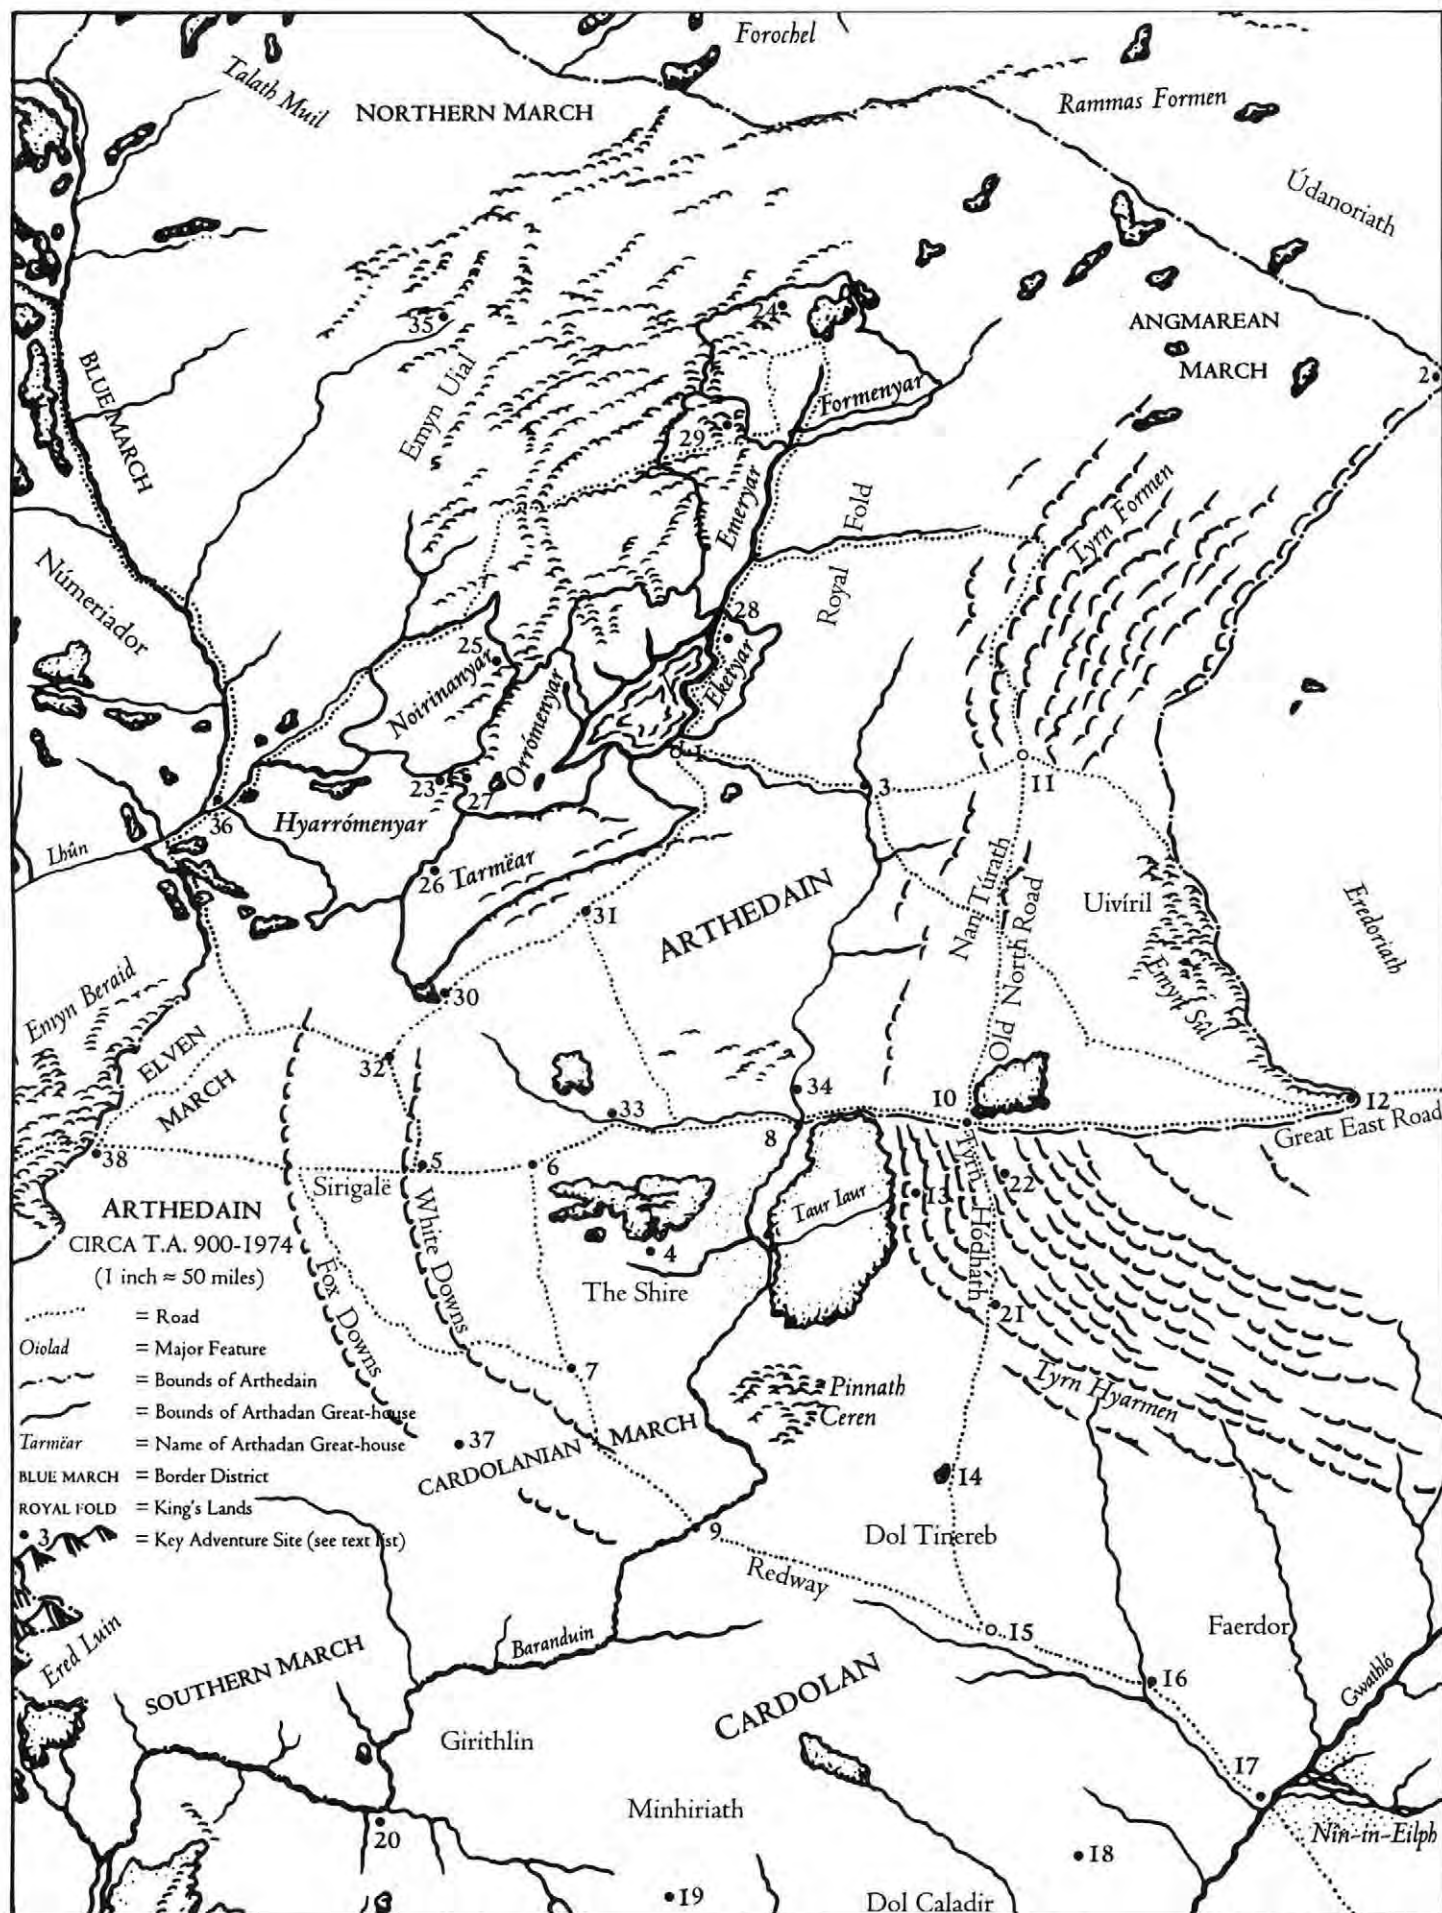 Forochel
Talath Muil
NORTHERN MARCH
Rammas Formen
Údanoriath
ANGMAREAN
MARCH
2
24
35
BLUE MARCH
Emyn Uial
Formenyar
29
Emeryar
Royal Fold
Tyrn Formen
Númeriador
28
25
Noirinanyar
Orrómenyar
Eketyar
1
3
11
23
27
36
Hyarrómenyar
Lhûn
26 Tarmëar
31
ARTHEDAIN
Nan Túrath
Old North Road
Uivíril
Emyn Sûl
Eredoriath
30
Emyn Beraid
ELVEN
MARCH
32
33
34
8
10
12
Great East Road
38
5
6
Sirigalë
White Downs
Fox Downs
4
The Shire
Taur Iaur
13
Tyrn Hódhath
22
21
ARTHEDAIN
CIRCA T.A. 900-1974
(1 inch ≈ 50 miles)
= Road
Oiolad = Major Feature
= Bounds of Arthedain
= Bounds of Arthadan Great-house
Tarmëar = Name of Arthadan Great-house
BLUE MARCH = Border District
ROYAL FOLD = King's Lands
3 = Key Adventure Site (see text list)
7
37
CARDOLANIAN MARCH
Pinnath
Ceren
Tyrn Hyarmen
14
Dol Tinereb
9
Redway
15
16
Faerdor
Gwathló
17
Nîn-in-Eilph
Ered Luin
SOUTHERN MARCH
Baranduin
CARDOLAN
Girithlin
Minhiriath
20
18
19
Dol Caladir